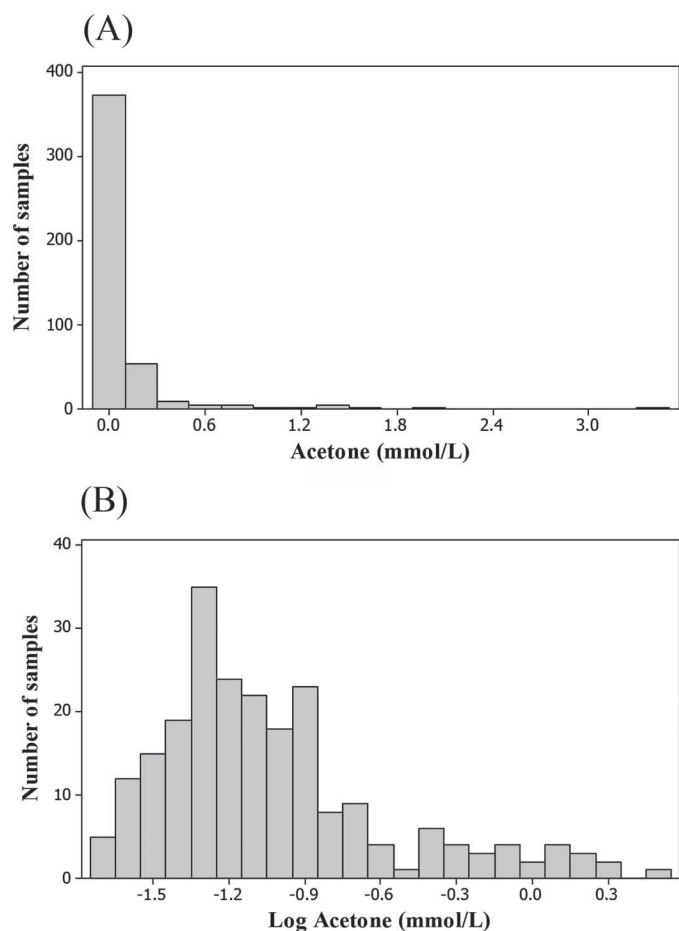 (A)
Number of samples
400
300
200
100
0
0.0 0.6 1.2 1.8 2.4 3.0
Acetone (mmol/L)
(B)
Number of samples
40
30
20
10
0
-1.5 -1.2 -0.9 -0.6 -0.3 0.0 0.3
Log Acetone (mmol/L)